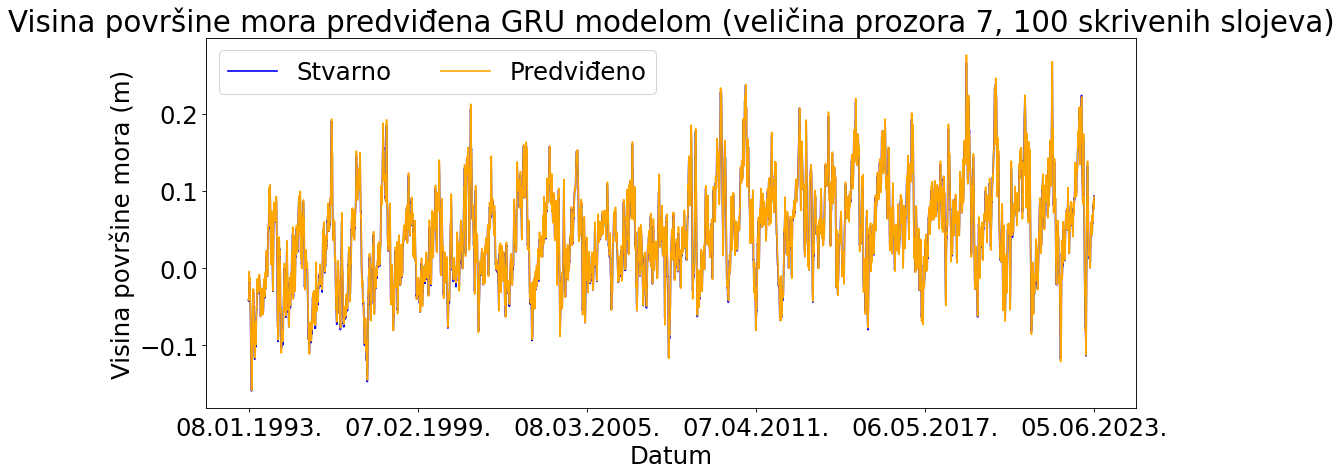 Visina površine mora predviđena GRU modelom (veličina prozora 7, 100 skrivenih slojeva)
Stvarno Predviđeno
Visina površine mora (m)
0.2
0.1
0.0
−0.1
08.01.1993. 07.02.1999. 08.03.2005. 07.04.2011. 06.05.2017. 05.06.2023.
Datum